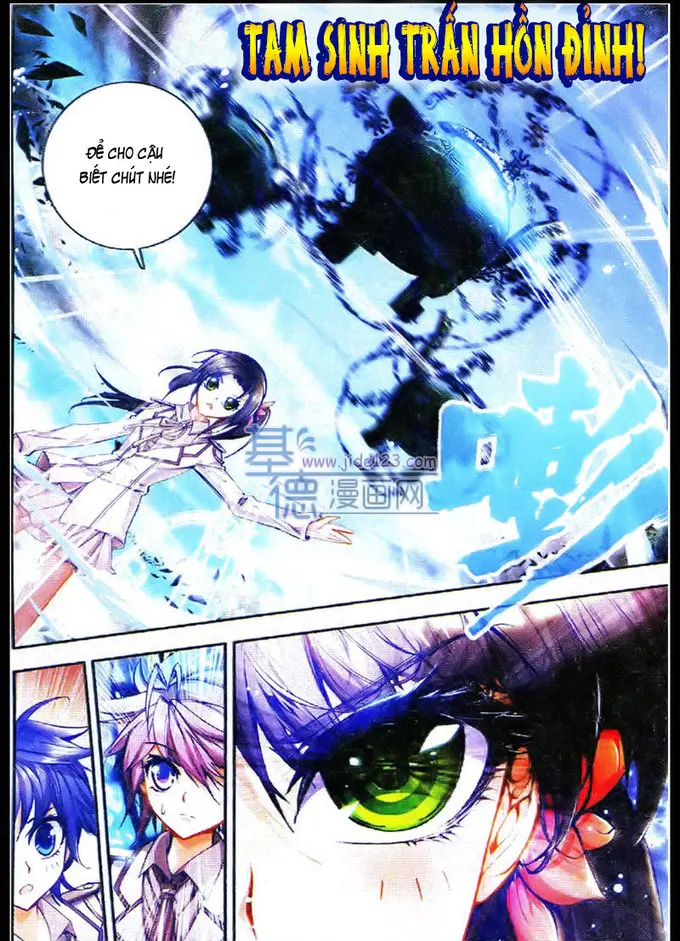 TAM SINH TRẤN HỒN ĐỈNH!
ĐỂ CHO CẬU
BIẾT CHÚT NHÉ!
基德漫画网
www.jide123.com